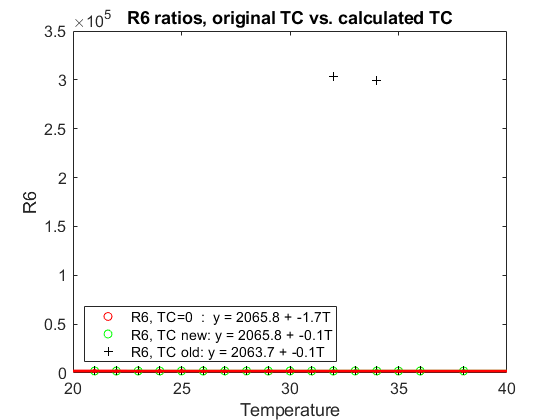 R6 ratios, original TC vs. calculated TC
×10^5
3.5
3
2.5
2
1.5
1
0.5
0
R6
R6, TC=0 : y = 2065.8 + -1.7T
R6, TC new: y = 2065.8 + -0.1T
R6, TC old: y = 2063.7 + -0.1T
20 25 30 35 40
Temperature